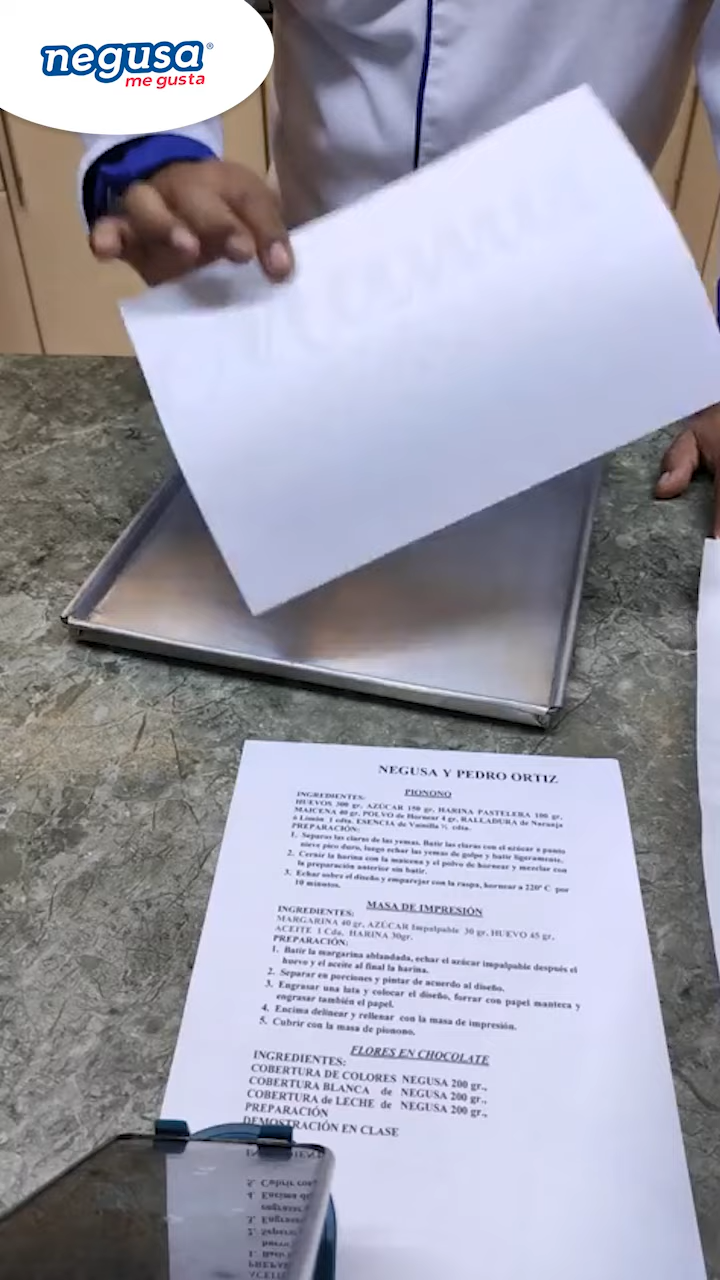 negusa®
me gusta
NEGUSA Y PEDRO ORTIZ
PIONONO
INGREDIENTES:
HUEVOS 300 gr. AZÚCAR 150 gr. HARINA PASTELERA 100 gr.
MAICENA 40 gr. POLVO de Hornear 4 gr. RALLADURA de Naranja
ó Limón 1 cdta. ESENCIA de Vainilla ½ cdta.
PREPARACIÓN:
1. Separar las claras de las yemas. Batir las claras con el azúcar a punto
nieve pico duro, luego echar las yemas de golpe y batir ligeramente.
2. Cernir la harina con la maicena y el polvo de hornear y mezclar con
la preparación anterior sin batir.
3. Echar sobre el diseño y emparejar con la raspa, hornear a 220° C por
10 minutos.
MASA DE IMPRESIÓN
INGREDIENTES:
MARGARINA 40 gr, AZÚCAR Impalpable 30 gr, HUEVO 45 gr,
ACEITE 1 Cda. HARINA 30gr.
PREPARACIÓN:
1. Batir la margarina ablandada, echar el azúcar impalpable después el
huevo y el aceite al final la harina.
2. Separar en porciones y pintar de acuerdo al diseño.
3. Engrasar una lata y colocar el diseño, forrar con papel manteca y
engrasar también el papel.
4. Encima delinear y rellenar con la masa de impresión.
5. Cubrir con la masa de pionono.
FLORES EN CHOCOLATE
INGREDIENTES:
COBERTURA DE COLORES NEGUSA 200 gr.,
COBERTURA BLANCA de NEGUSA 200 gr.,
COBERTURA de LECHE de NEGUSA 200 gr.,
PREPARACIÓN
DEMOSTRACIÓN EN CLASE